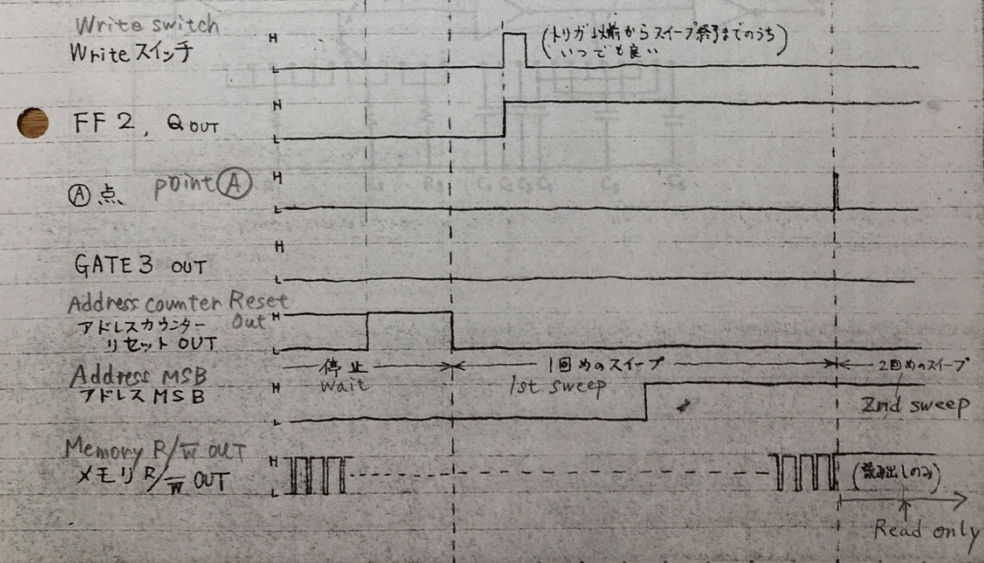 Write switch
Write スイッチ
H
L
(トリガ以前からスイープ終了までのうち)
いつでも良い
FF 2, Q OUT
H
L
Ⓐ点 point Ⓐ
H
L
GATE 3 OUT
H
L
Address counter Reset
Out
アドレスカウンター
リセット OUT
H
L
停止
wait
1回めのスイープ
1st sweep
2回めのスイープ
2nd sweep
Address MSB
アドレス MSB
H
L
Memory R/W̅ OUT
メモリ R/W̅ OUT
H
L
(読み出しのみ)
Read only